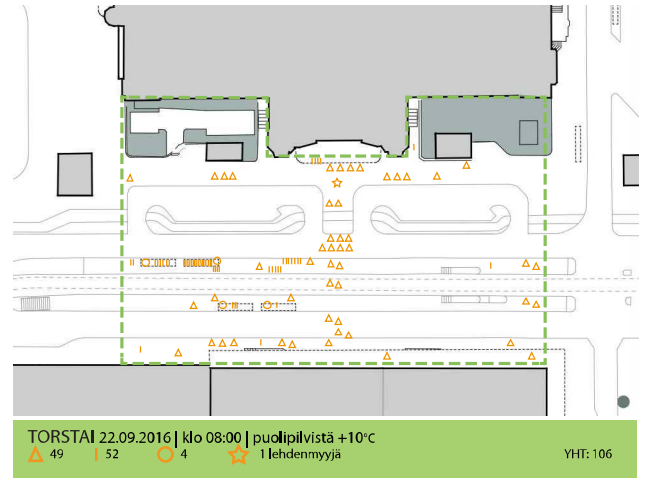 TORSTAI 22.09.2016 | klo 08:00 | puolipilvistä +10°C
49 52 4 1 lehdenmyyjä YHT: 106